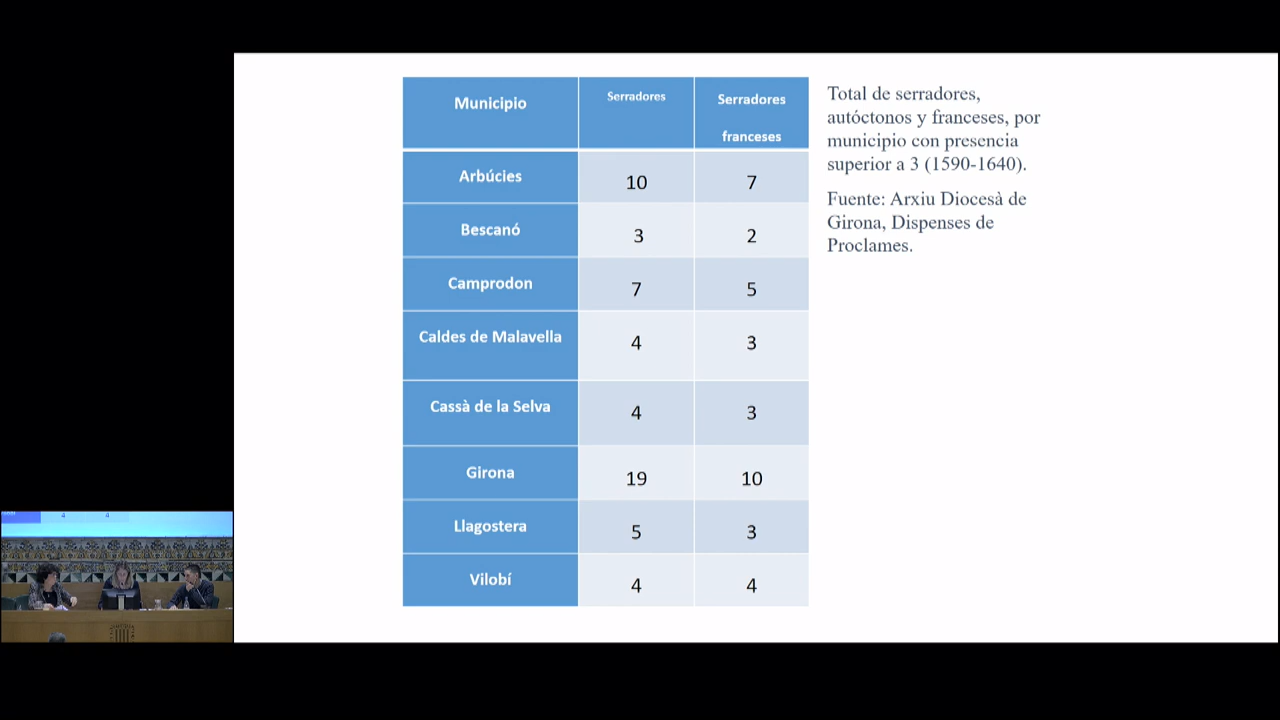 Municipio Serradores Serradores
franceses
Arbúcies 10 7
Bescanó 3 2
Camprodon 7 5
Caldes de Malavella 4 3
Cassà de la Selva 4 3
Girona 19 10
Llagostera 5 3
Vilobí 4 4
Total de serradores,
autóctonos y franceses, por
municipio con presencia
superior a 3 (1590-1640).
Fuente: Arxiu Diocesà de
Girona, Dispenses de
Proclames.
4 4